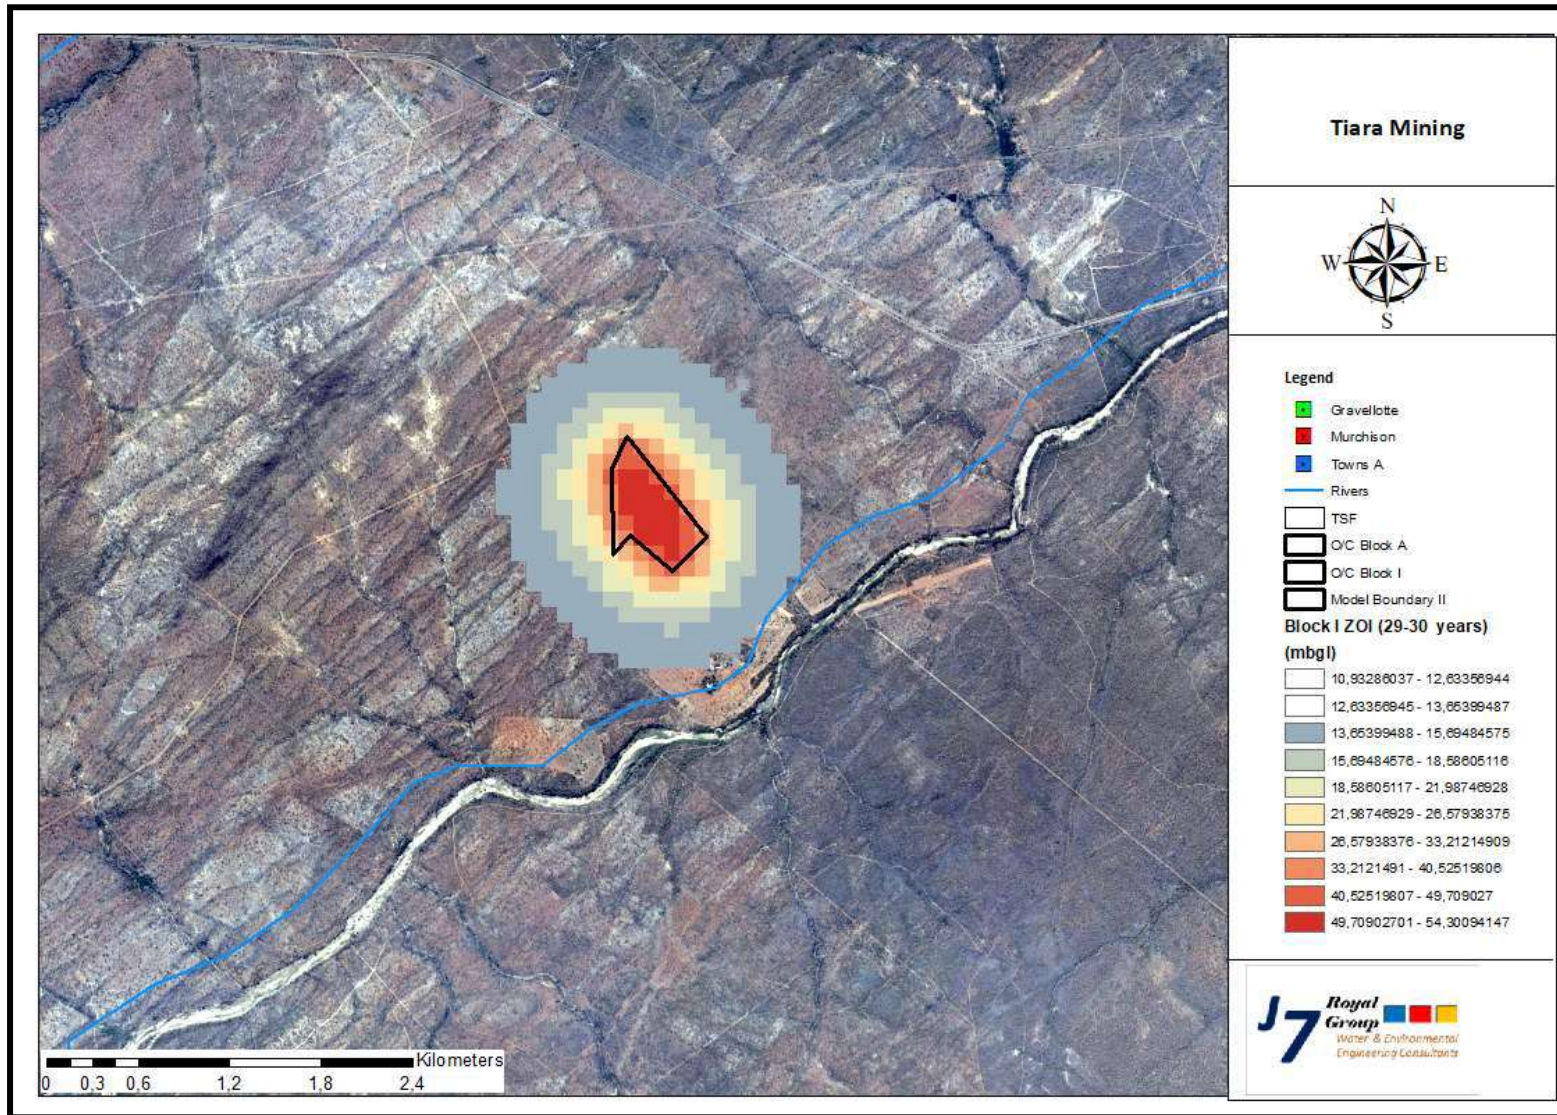 Tiara Mining
N
W
E
S
Legend
Gravellotte
Murchison
Towns A
Rivers
TSF
O/C Block A
O/C Block I
Model Boundary II
Block I ZOI (29-30 years)
(mbgl)
10,93286037 - 12,63356944
12,63356945 - 13,65399487
13,65399488 - 15,69484575
15,69484576 - 18,58605116
18,58605117 - 21,98746928
21,98746929 - 26,57938375
26,57938376 - 33,21214909
33,2121491 - 40,52519806
40,52519807 - 49,709027
49,70902701 - 54,30094147
Kilometers
0 0,3 0,6 1,2 1,8 2,4
J7
Royal
Group
Water & Environmental
Engineering Consultants